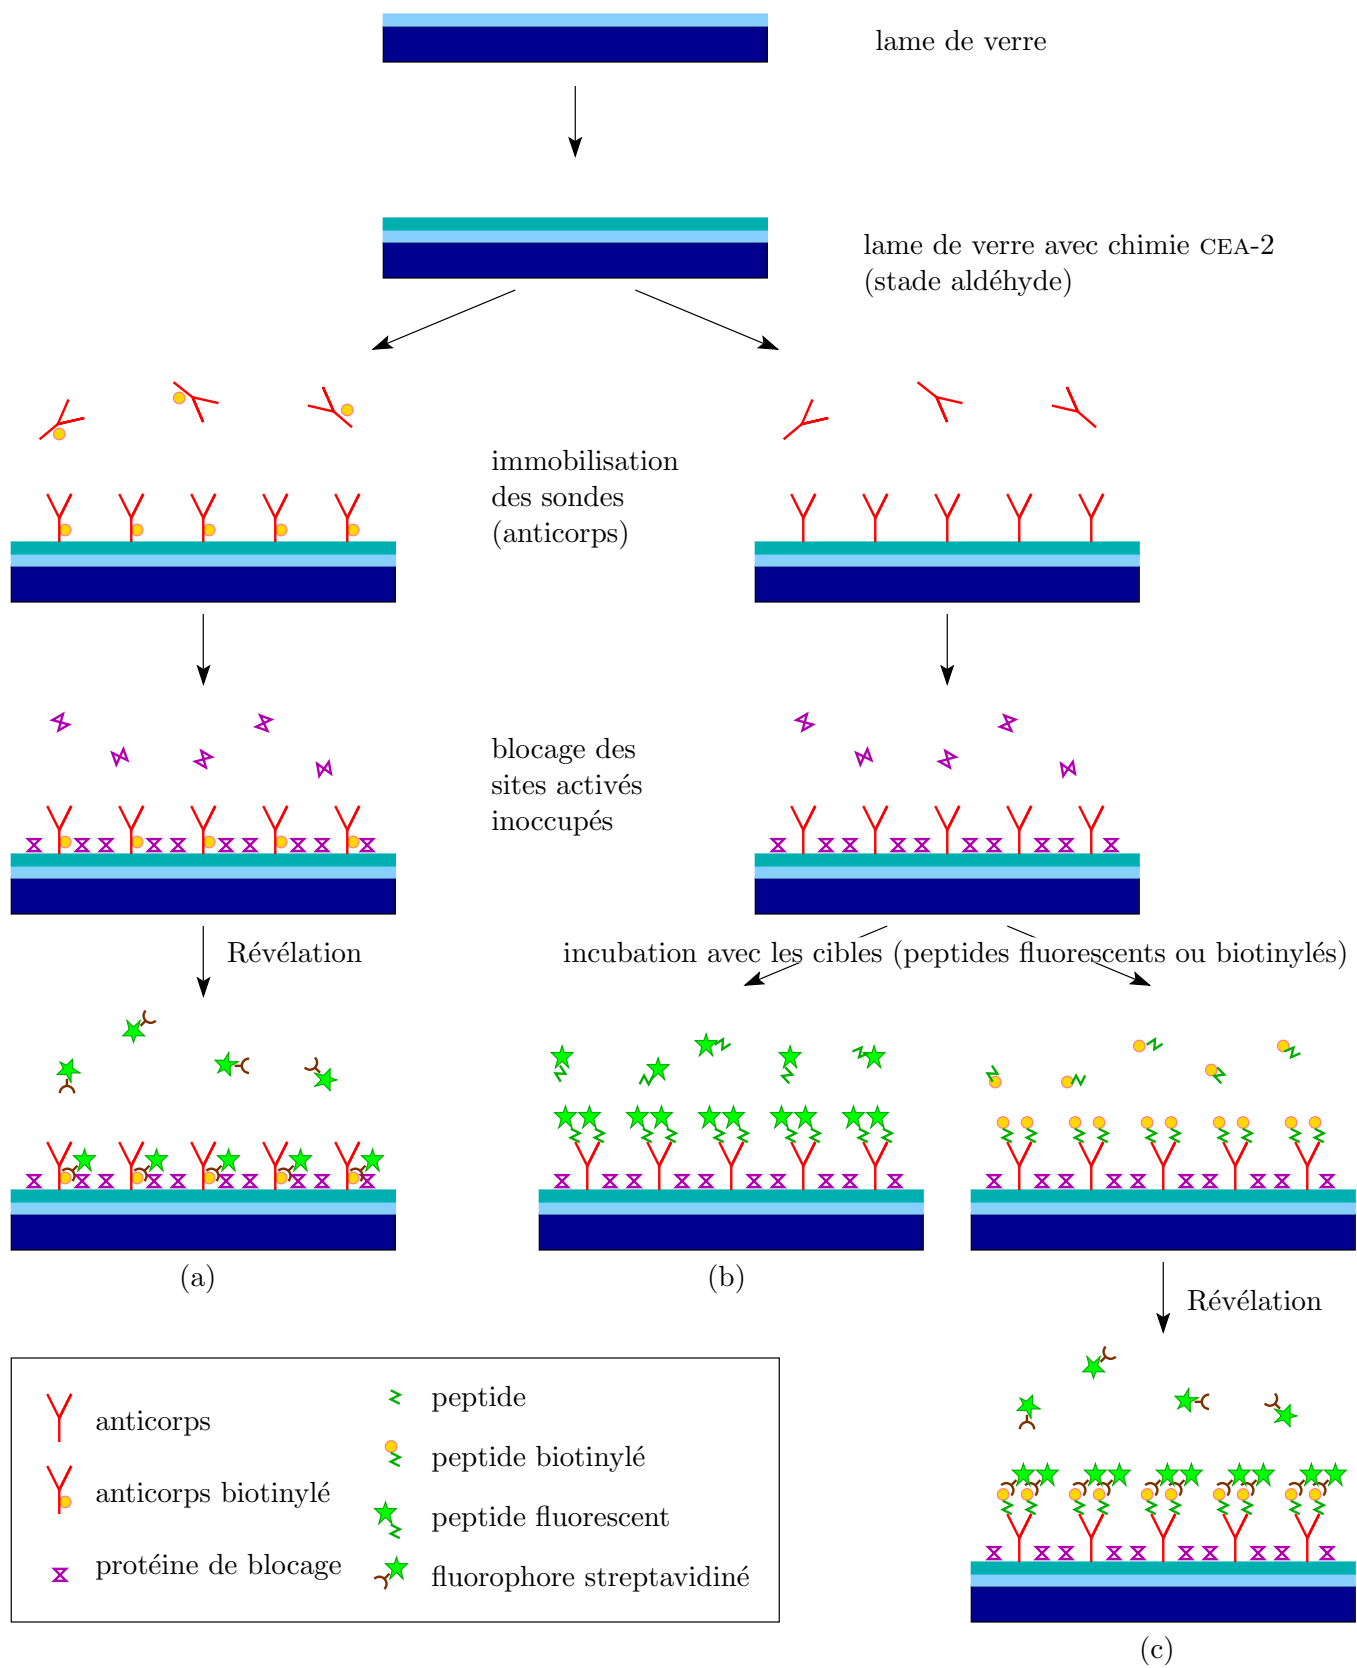 lame de verre
lame de verre avec chimie CEA-2
(stade aldéhyde)
immobilisation
des sondes
(anticorps)
blocage des
sites activés
inoccupés
Révélation
incubation avec les cibles (peptides fluorescents ou biotinylés)
(a)
(b)
Révélation
anticorps
anticorps biotinylé
protéine de blocage
peptide
peptide biotinylé
peptide fluorescent
fluorophore streptavidiné
(c)